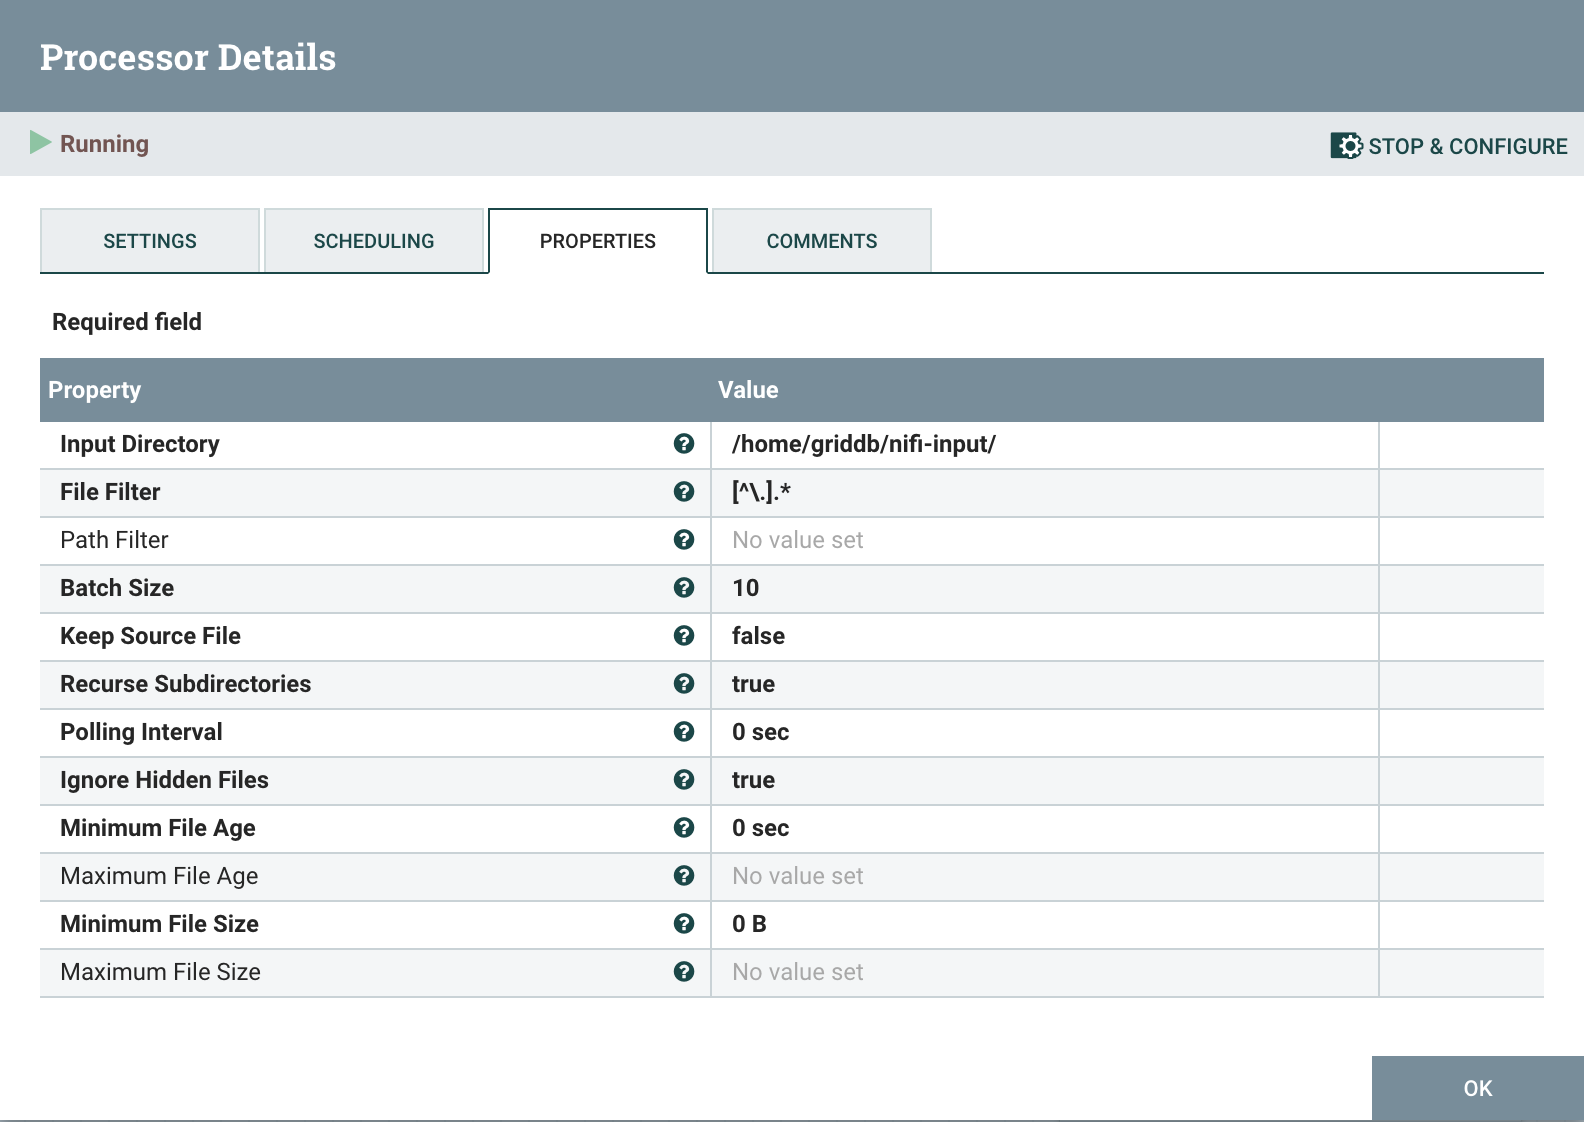 Processor Details
Running
STOP & CONFIGURE
SETTINGS SCHEDULING PROPERTIES COMMENTS
Required field
Property Value
Input Directory /home/griddb/nifi-input/
File Filter [^\.].*
Path Filter No value set
Batch Size 10
Keep Source File false
Recurse Subdirectories true
Polling Interval 0 sec
Ignore Hidden Files true
Minimum File Age 0 sec
Maximum File Age No value set
Minimum File Size 0 B
Maximum File Size No value set
OK